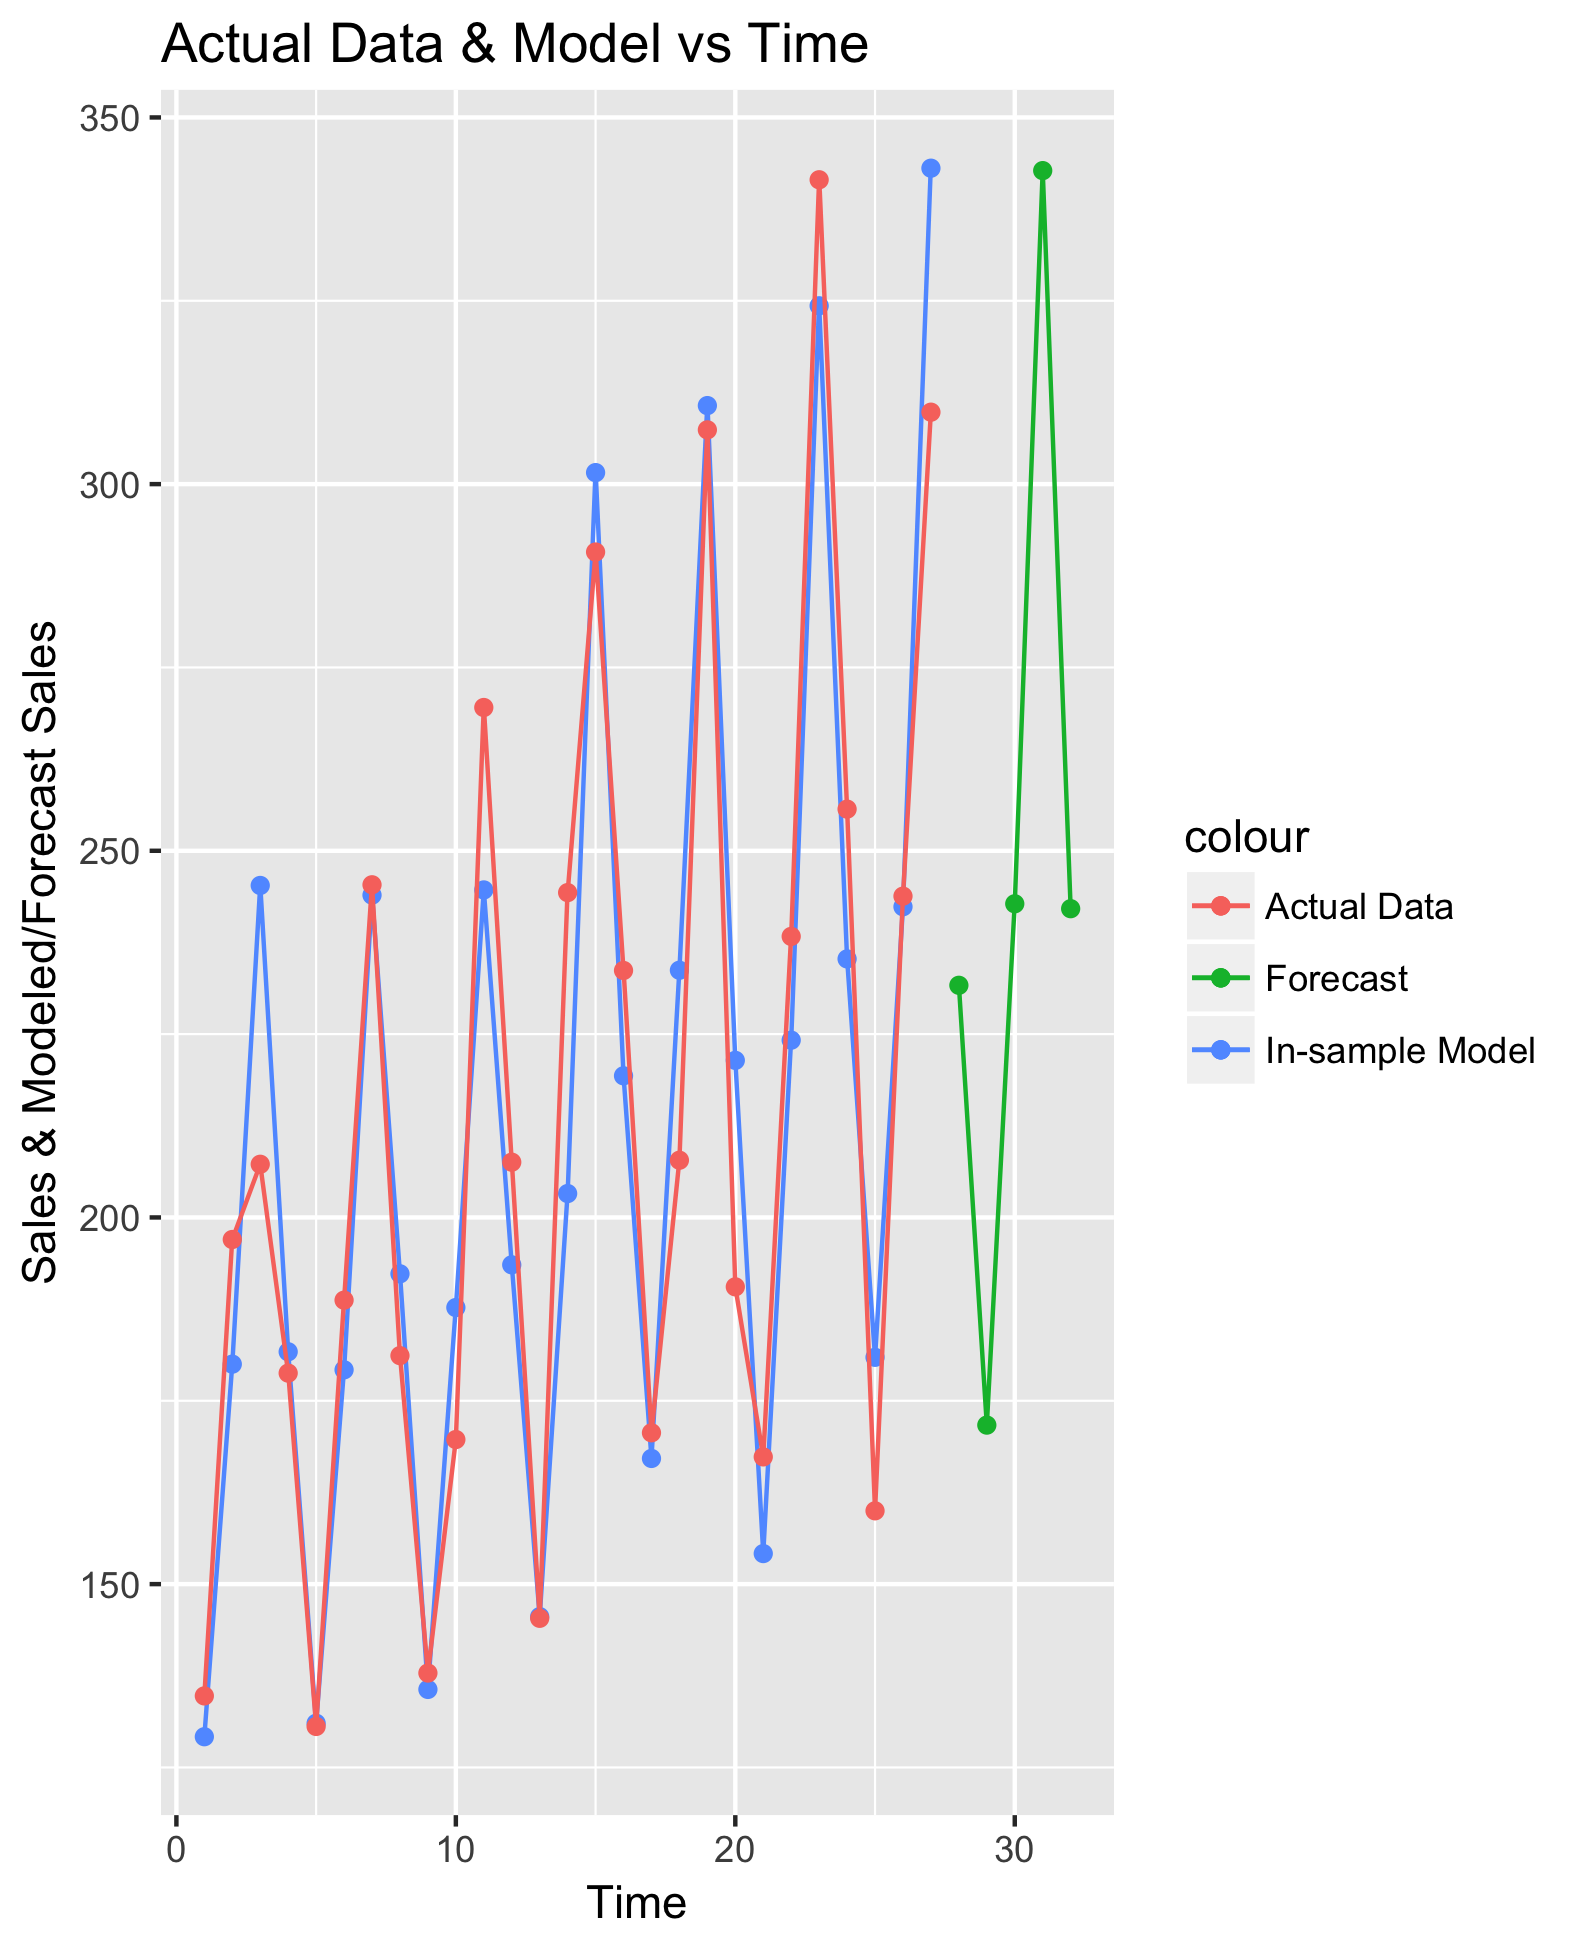 Actual Data & Model vs Time
350
300
250
200
150
Sales & Modeled/Forecast Sales
0 10 20 30
Time
colour
Actual Data
Forecast
In-sample Model